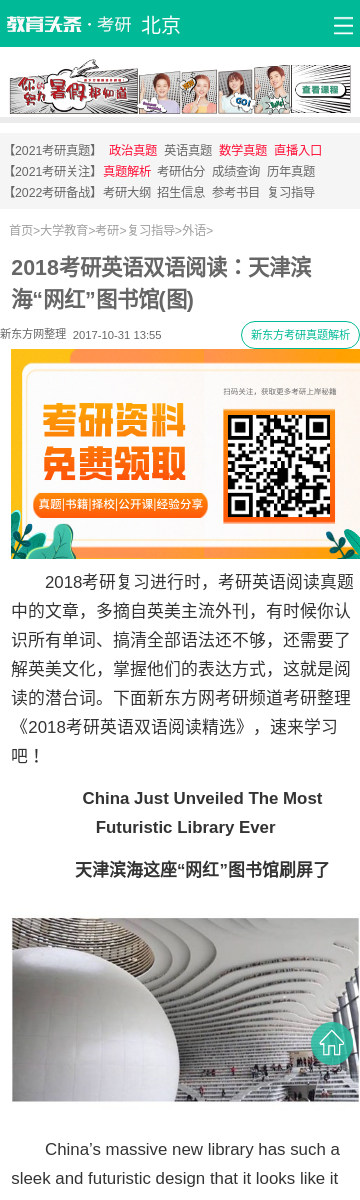 教育头条·考研 北京
你必须知道 暑假 都知道
查看课程
GO!
【2021考研真题】 政治真题 英语真题 数学真题 直播入口
【2021考研关注】真题解析 考研估分 成绩查询 历年真题
【2022考研备战】考研大纲 招生信息 参考书目 复习指导
首页>大学教育>考研>复习指导>外语>
2018考研英语双语阅读：天津滨
海“网红”图书馆(图)
新东方网整理 2017-10-31 13:55
新东方考研真题解析
扫码关注，获取更多考研上岸秘籍
考研资料
免费领取
真题|书籍|择校|公开课|经验分享
2018考研复习进行时，考研英语阅读真题
中的文章，多摘自英美主流外刊，有时候你认
识所有单词、搞清全部语法还不够，还需要了
解英美文化，掌握他们的表达方式，这就是阅
读的潜台词。下面新东方网考研频道考研整理
《2018考研英语双语阅读精选》，速来学习
吧！
China Just Unveiled The Most
Futuristic Library Ever
天津滨海这座“网红”图书馆刷屏了
China’s massive new library has such a
sleek and futuristic design that it looks like it